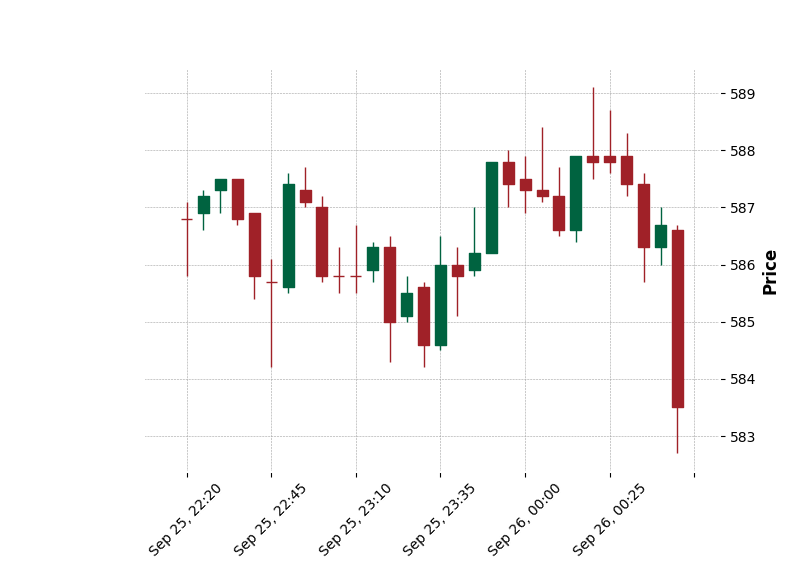 589
588
587
586
585
584
583
Price
Sep 25, 22:20
Sep 25, 22:45
Sep 25, 23:10
Sep 25, 23:35
Sep 26, 00:00
Sep 26, 00:25